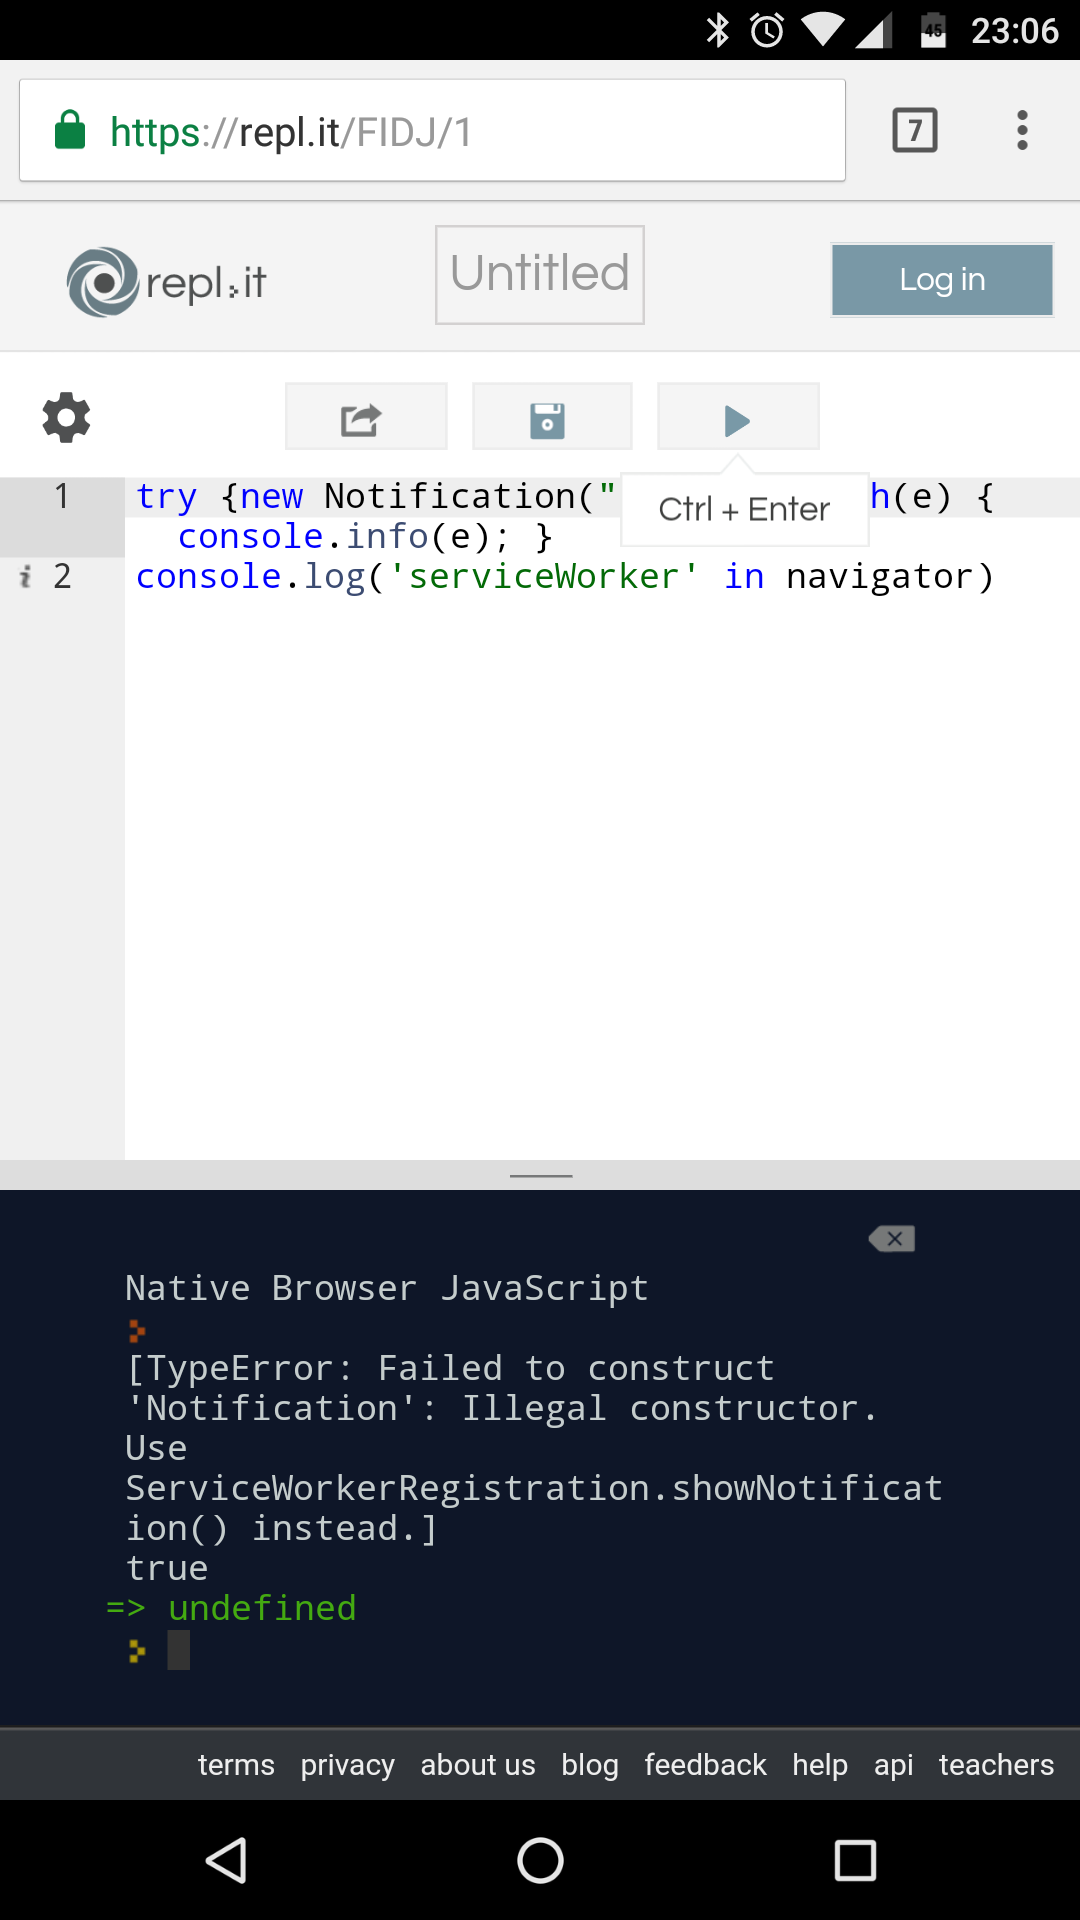 45 23:06
https://repl.it/FIDJ/1 7
repl.it Untitled Log in
1 try {new Notification(" h(e) {
Ctrl + Enter
console.info(e); }
i 2 console.log('serviceWorker' in navigator)
Native Browser JavaScript
[TypeError: Failed to construct
'Notification': Illegal constructor.
Use
ServiceWorkerRegistration.showNotificat
ion() instead.]
true
=> undefined
terms privacy about us blog feedback help api teachers